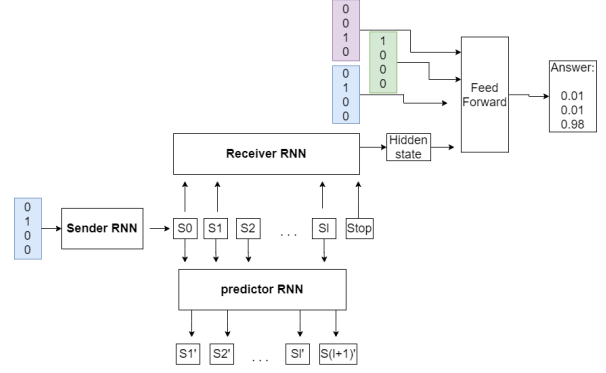 0
0
1
0
1
0
0
0
0
1
0
0
Feed
Forward
Answer:
0.01
0.01
0.98
Receiver RNN
Hidden
state
0
1
0
0
Sender RNN
S0
S1
S2
. . .
Sl
Stop
predictor RNN
S1'
S2'
. . .
Sl'
S(l+1)'